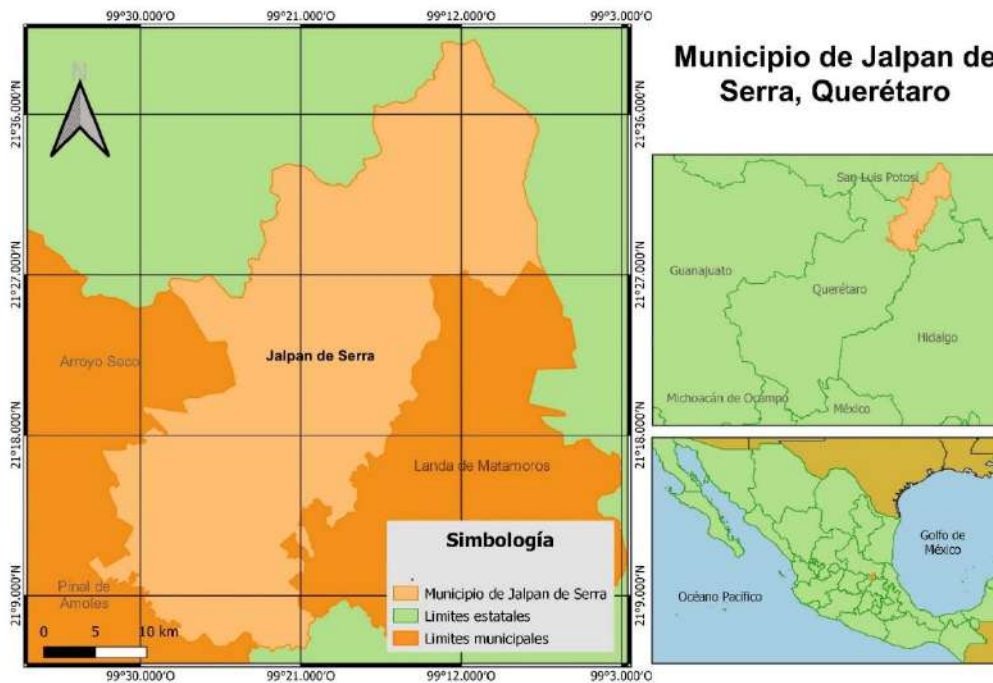 99°30.000'O 99°21.000'O 99°12.000'O 99°3.000'O
N
21°36.000'N
21°36.000'N
21°27.000'N
21°27.000'N
21°18.000'N
21°18.000'N
21°9.000'N
21°9.000'N
Arroyo Seco
Jalpan de Serra
Landa de Matamoros
Pinal de
Amoles
0 5 10 km
Simbología
Municipio de Jalpan de Serra
Limites estatales
Limites municipales
99°30.000'O 99°21.000'O 99°12.000'O 99°3.000'O
Municipio de Jalpan de
Serra, Querétaro
San Luis Potosí
Guanajuato
Querétaro
Hidalgo
Michoacán de Ocampo
México
Golfo de
México
Océano Pacífico